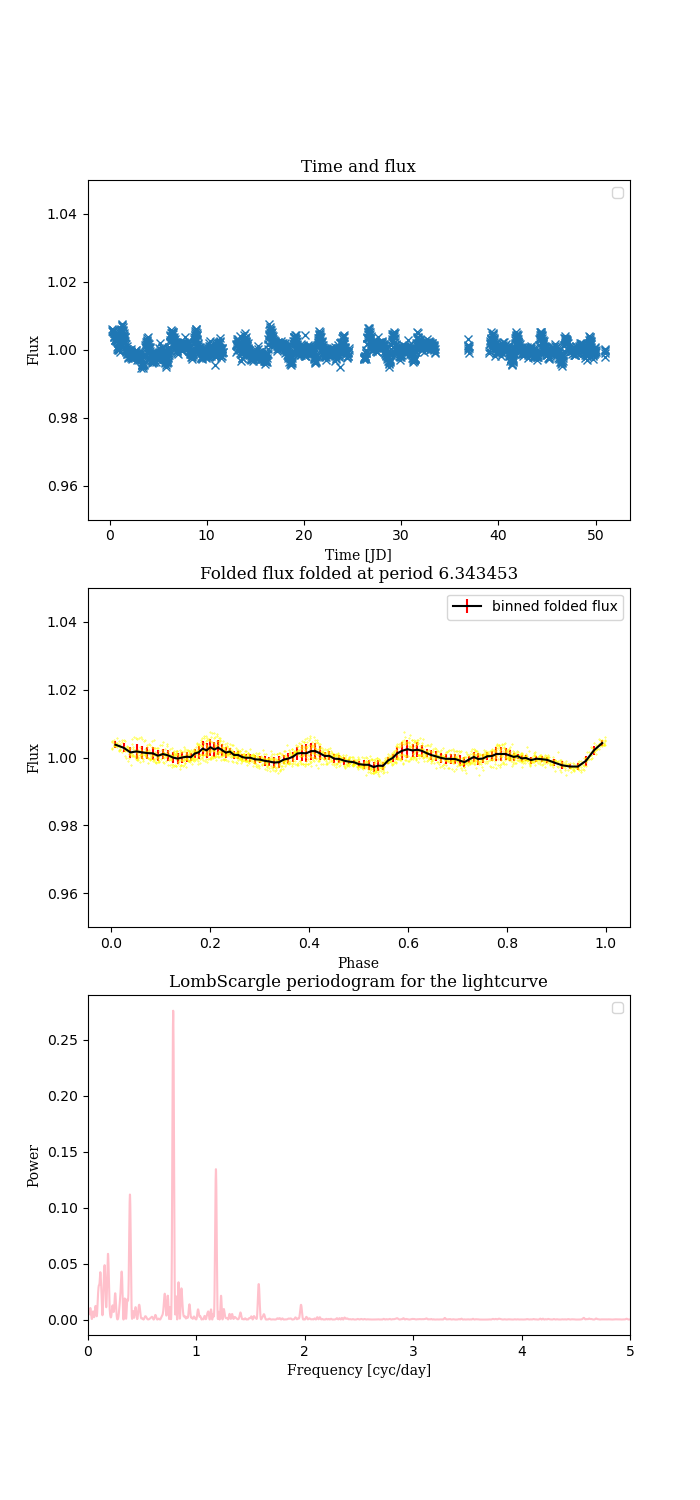 Time and flux
1.04
1.02
1.00
0.98
0.96
Flux
0 10 20 30 40 50
Time [JD]
Folded flux folded at period 6.343453
binned folded flux
1.04
1.02
1.00
0.98
0.96
Flux
0.0 0.2 0.4 0.6 0.8 1.0
Phase
LombScargle periodogram for the lightcurve
0.25
0.20
0.15
0.10
0.05
0.00
Power
0 1 2 3 4 5
Frequency [cyc/day]